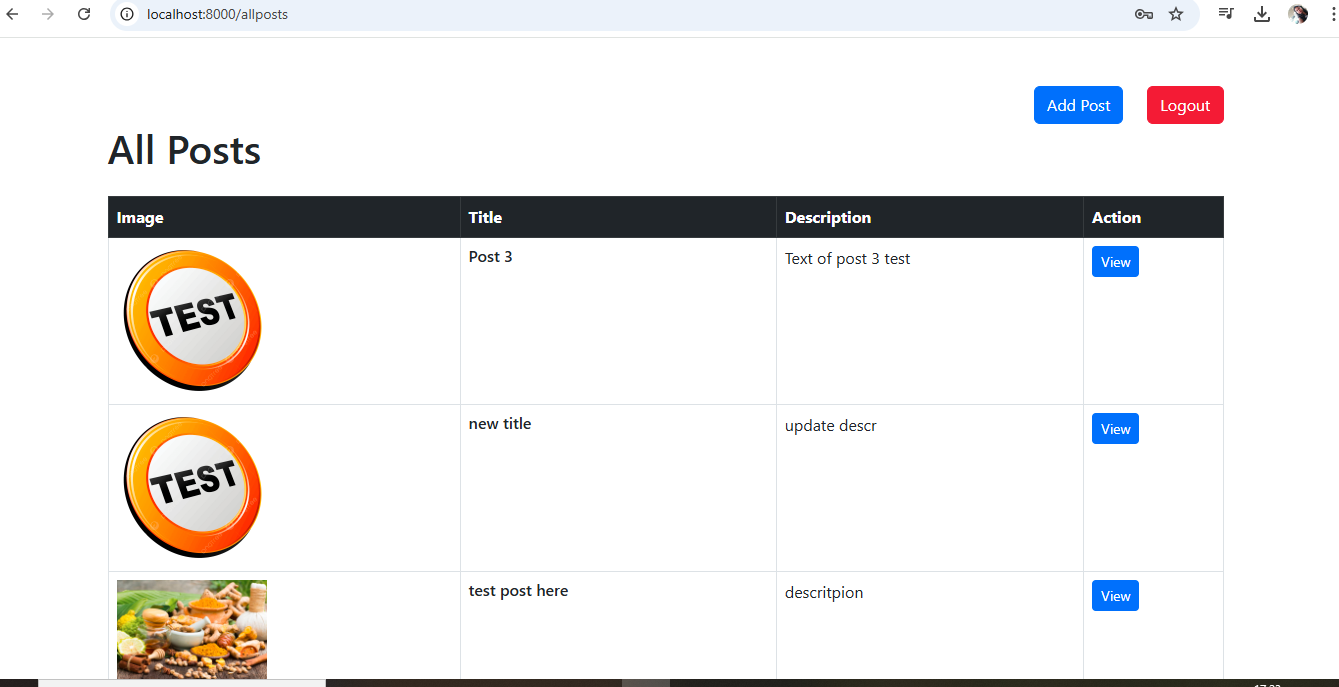 localhost:8000/allposts
Add Post Logout
All Posts
Image Title Description Action
Post 3 Text of post 3 test View
TEST
new title update descr View
TEST
test post here descritpion View